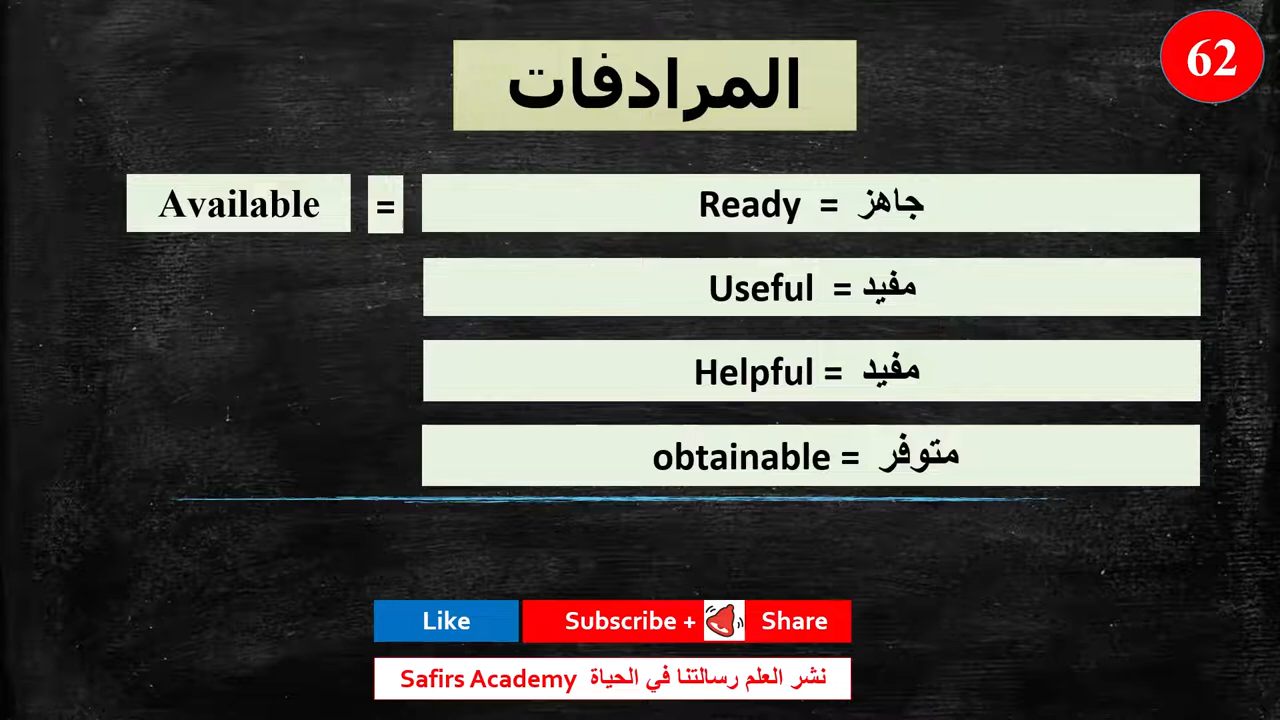 62
المرادفات
Available = Ready = جاهز
Useful = مفيد
Helpful = مفيد
obtainable = متوفر
Like Subscribe + Share
Safirs Academy نشر العلم رسالتنا في الحياة